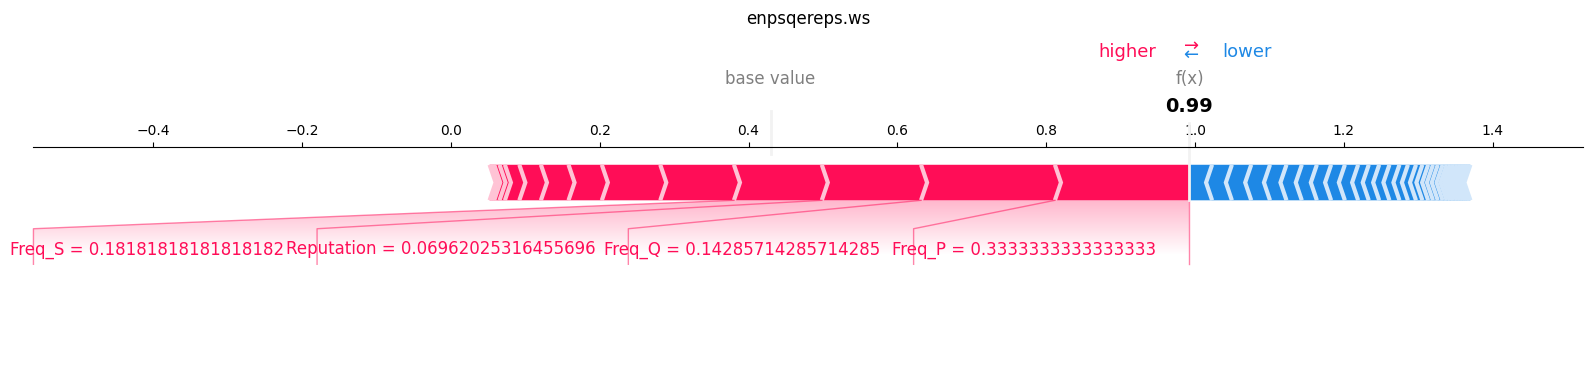 enpsqereps.ws
higher ⇄ lower
base value f(x)
0.99
−0.4 −0.2 0.0 0.2 0.4 0.6 0.8 1.0 1.2 1.4
Freq_S = 0.18181818181818182 Reputation = 0.06962025316455696 Freq_Q = 0.14285714285714285 Freq_P = 0.3333333333333333